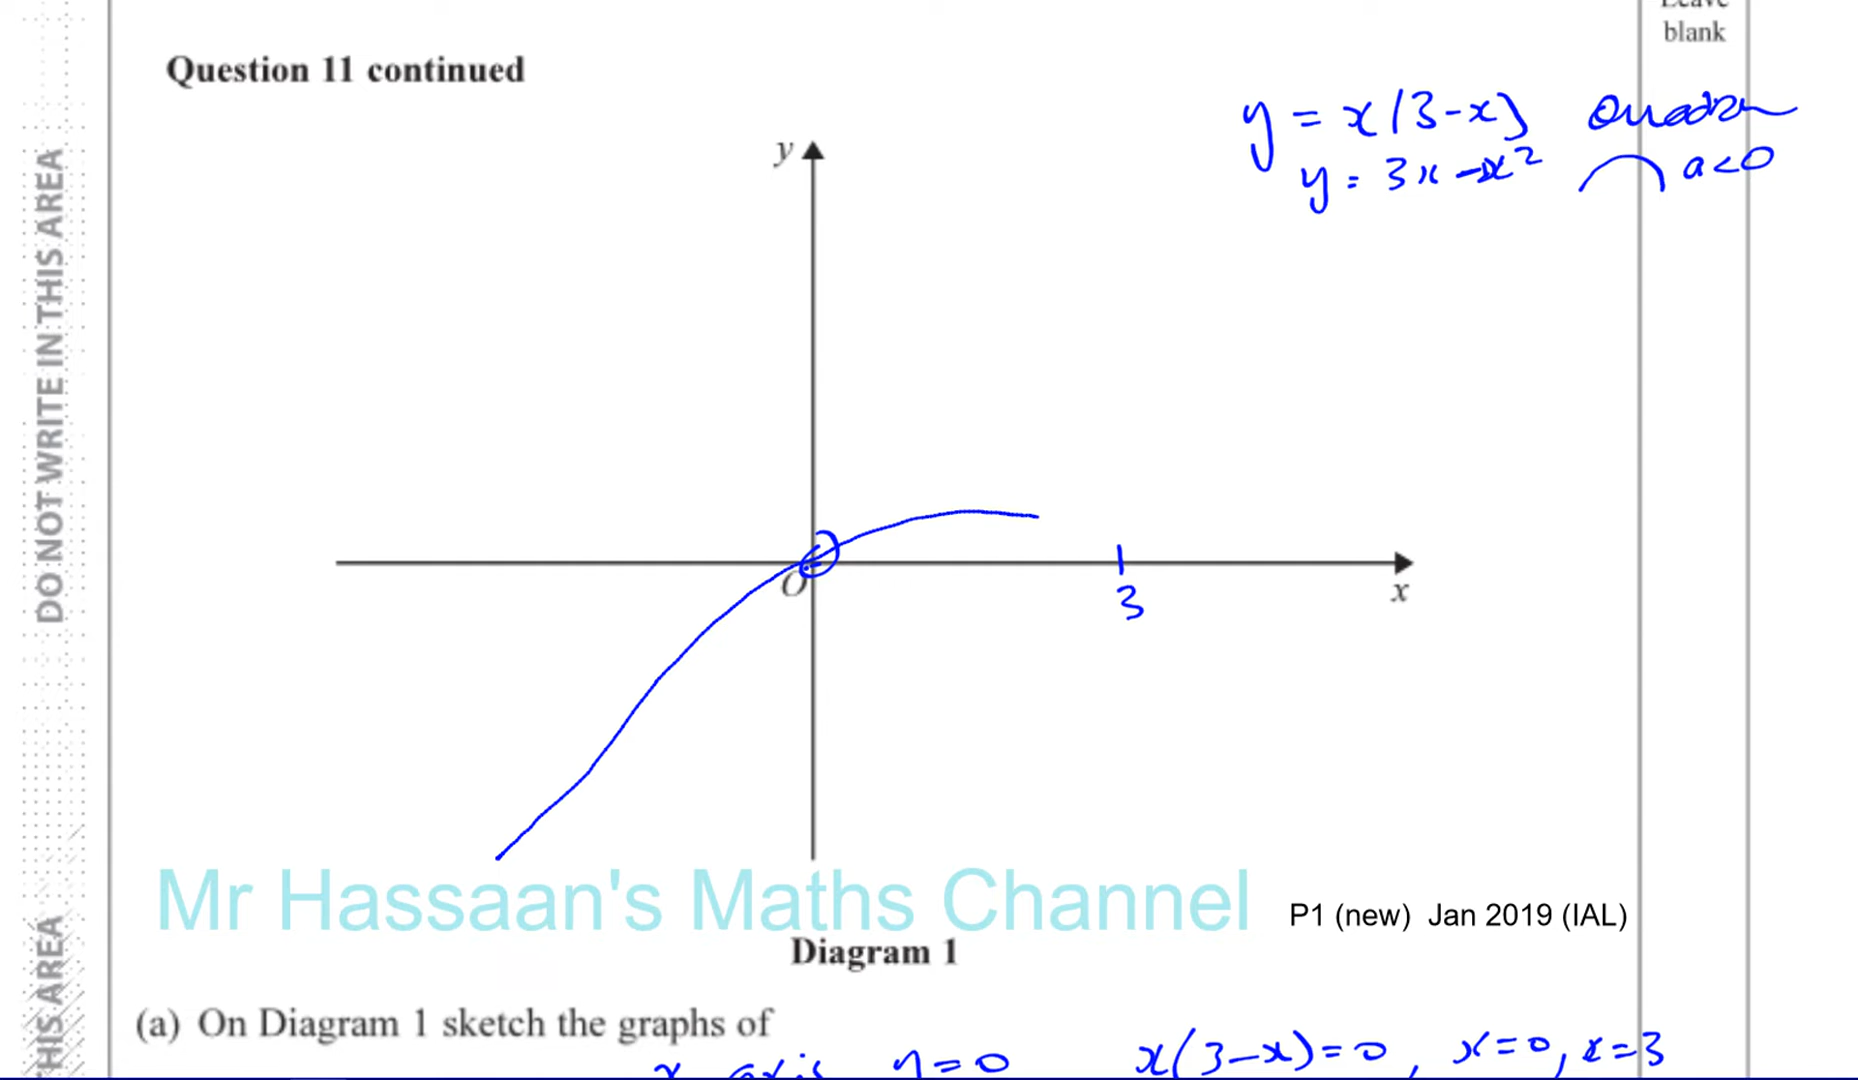 Leave
blank
Question 11 continued
y = x(3-x)
y = 3x-x² a<0
y
O
3
x
DO NOT WRITE IN THIS AREA
Mr Hassaan's Maths Channel
P1 (new) Jan 2019 (IAL)
Diagram 1
THIS AREA
(a) On Diagram 1 sketch the graphs of
x axis y=0 x(3-x)=0, x=0, x=3